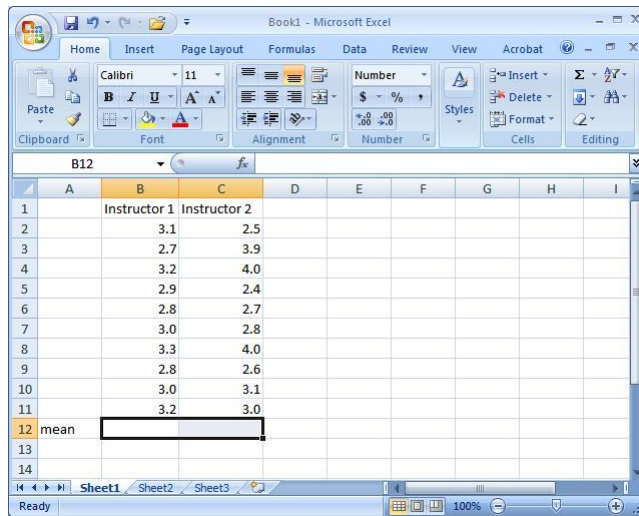 Book1 - Microsoft Excel
Home Insert Page Layout Formulas Data Review View Acrobat
Calibri 11 Number Insert Σ
Paste B I U A A $ % , Styles Delete
A .00 .00 Format
Clipboard Font Alignment Number Cells Editing
B12 fx
A B C D E F G H I
1 Instructor 1 Instructor 2
2 3.1 2.5
3 2.7 3.9
4 3.2 4.0
5 2.9 2.4
6 2.8 2.7
7 3.0 2.8
8 3.3 4.0
9 2.8 2.6
10 3.0 3.1
11 3.2 3.0
12 mean
13
14
Sheet1 Sheet2 Sheet3
Ready 100%